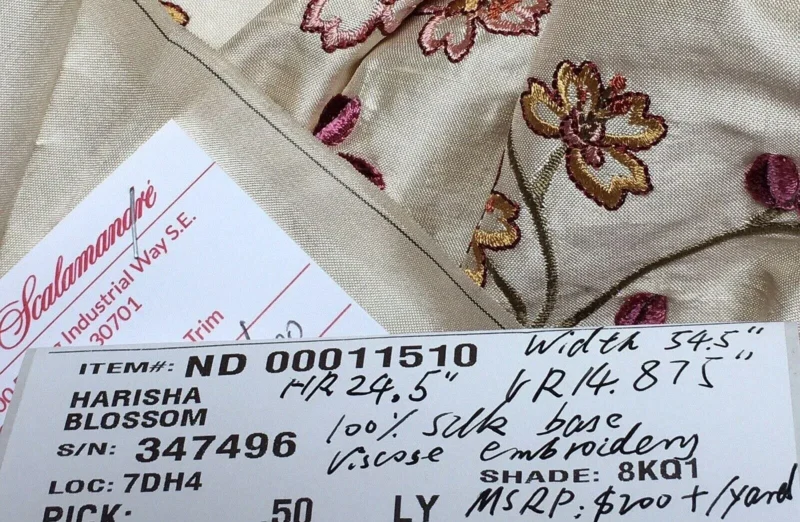 Scalamandré
Industrial Way S.E.
30701
Trim
ITEM#: ND 00011510 Width 54.5"
HARISHA HR 24.5" VR 14.875"
BLOSSOM 100% silk base
S/N: 347496 Viscose embroidery
SHADE: 8KQ1
LOC: 7DH4
PICK: .50 LY MSRP: $200+/yard